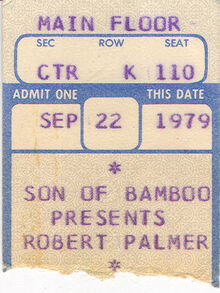 MAIN FLOOR
SEC ROW SEAT
CTR K 110
ADMIT ONE THIS DATE
SEP 22 1979
*
SON OF BAMBOO
PRESENTS
ROBERT PALMER
*